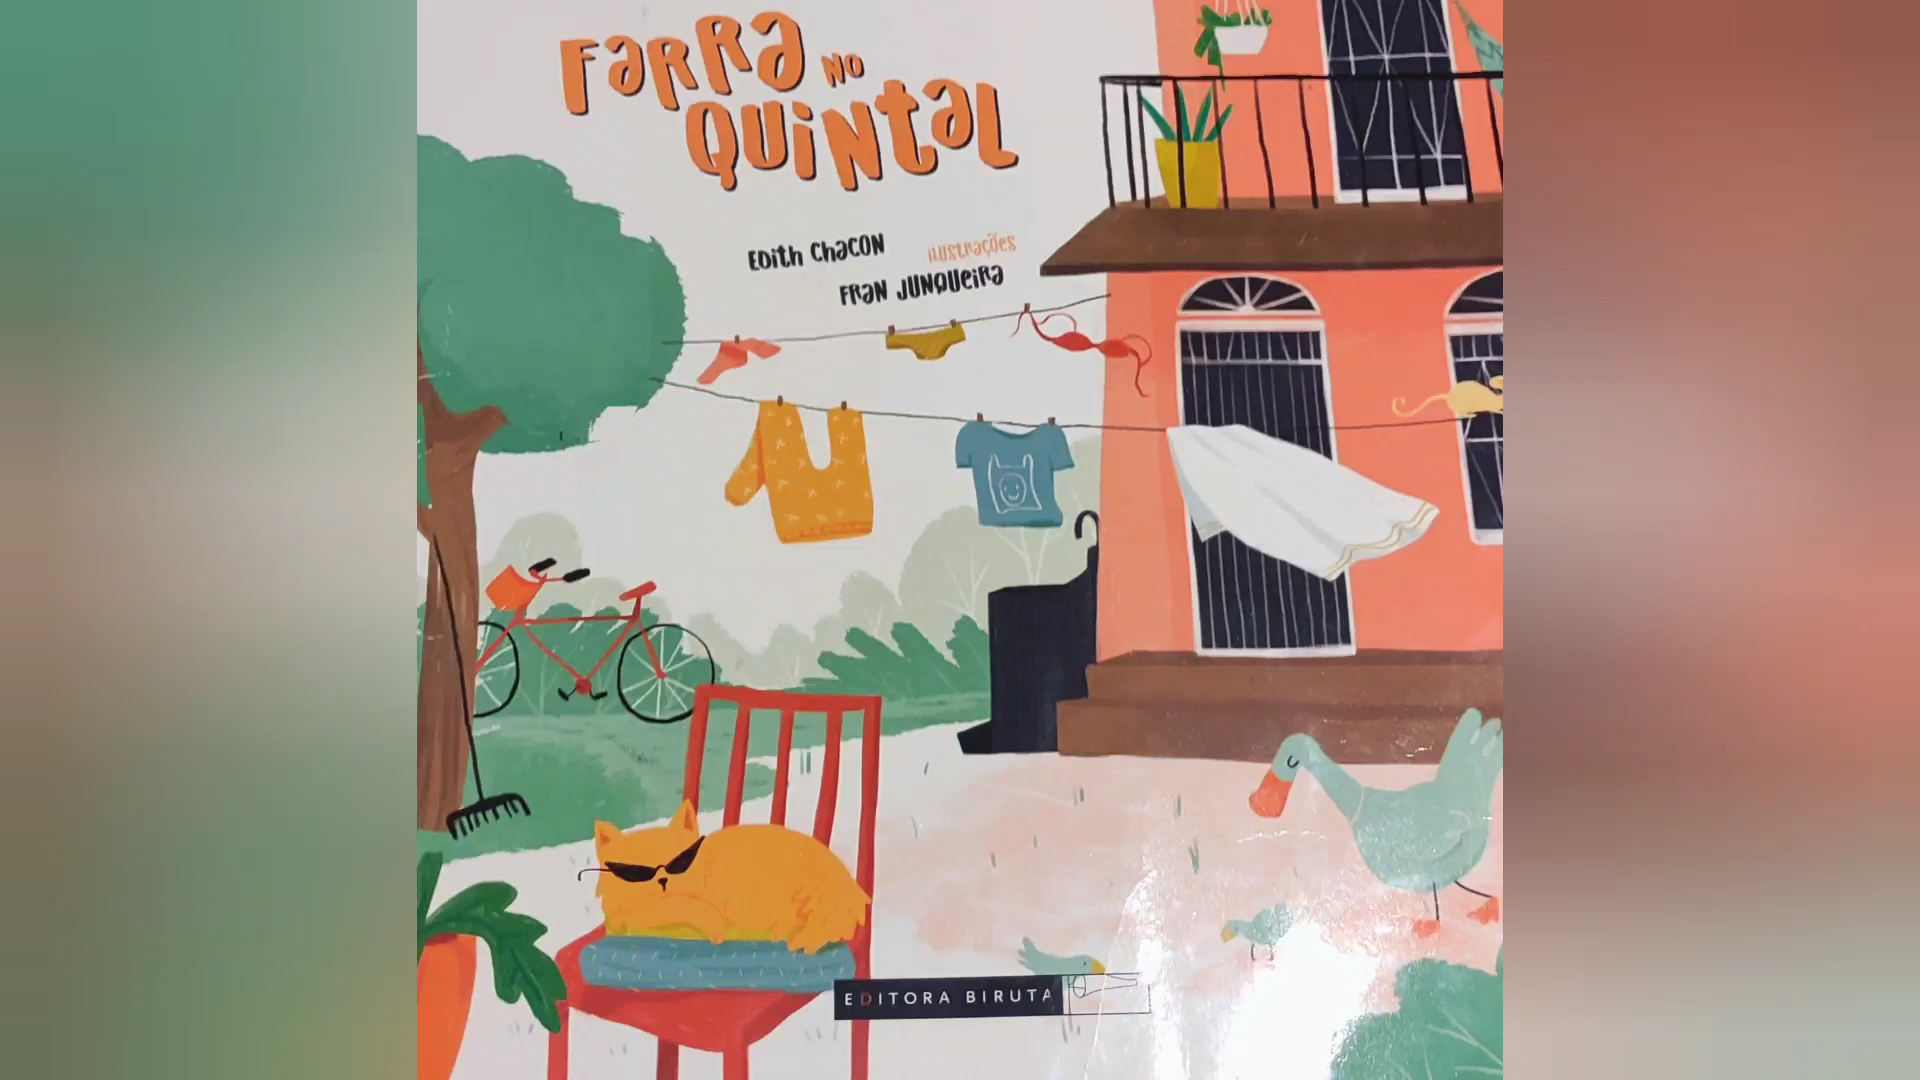 FARRA NO
QUINTAL
EDITH CHACON
ILUSTRAÇÕES
FRAN JUNQUEIRA
EDITORA BIRUTA